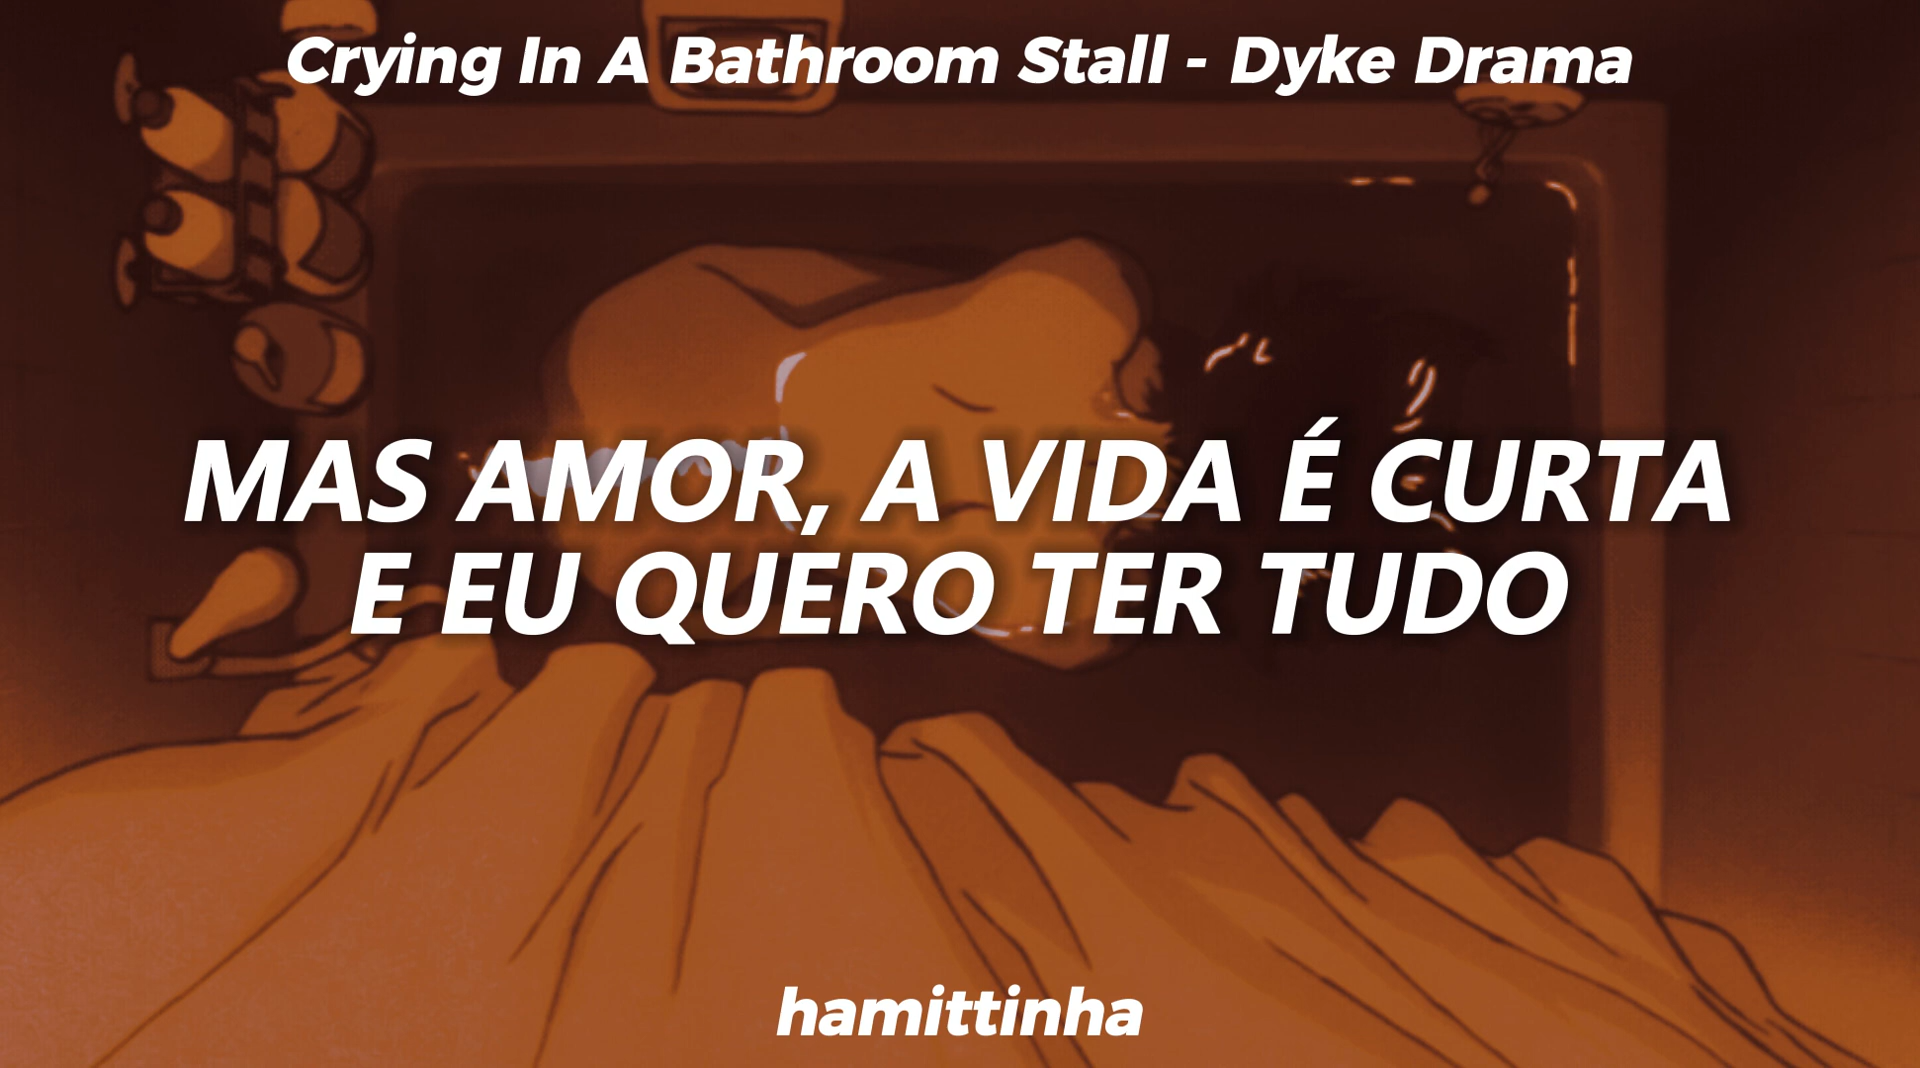 Crying In A Bathroom Stall - Dyke Drama
MAS AMOR, A VIDA É CURTA
E EU QUERO TER TUDO
hamittinha